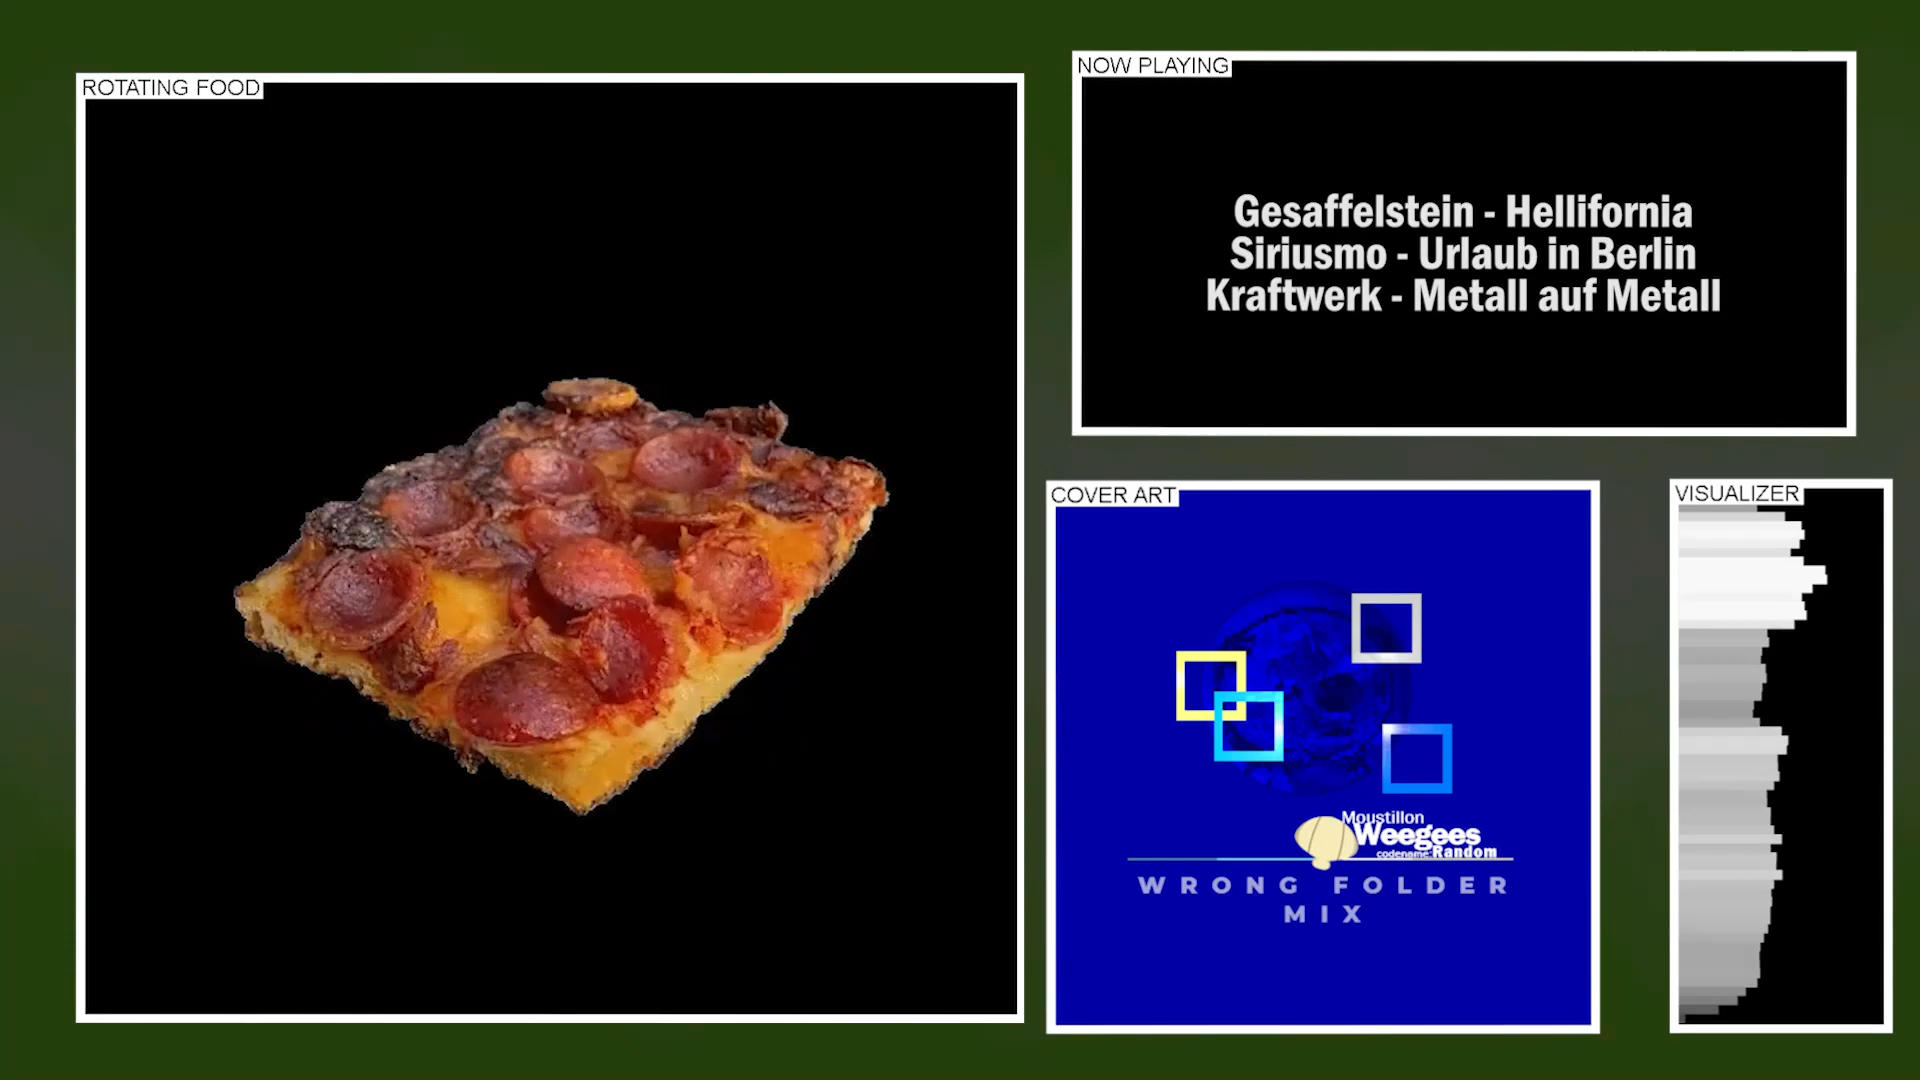 ROTATING FOOD
NOW PLAYING
Gesaffelstein - Hellifornia
Siriusmo - Urlaub in Berlin
Kraftwerk - Metall auf Metall
COVER ART
Moustillon
Weegees
codename: Random
WRONG FOLDER
MIX
VISUALIZER